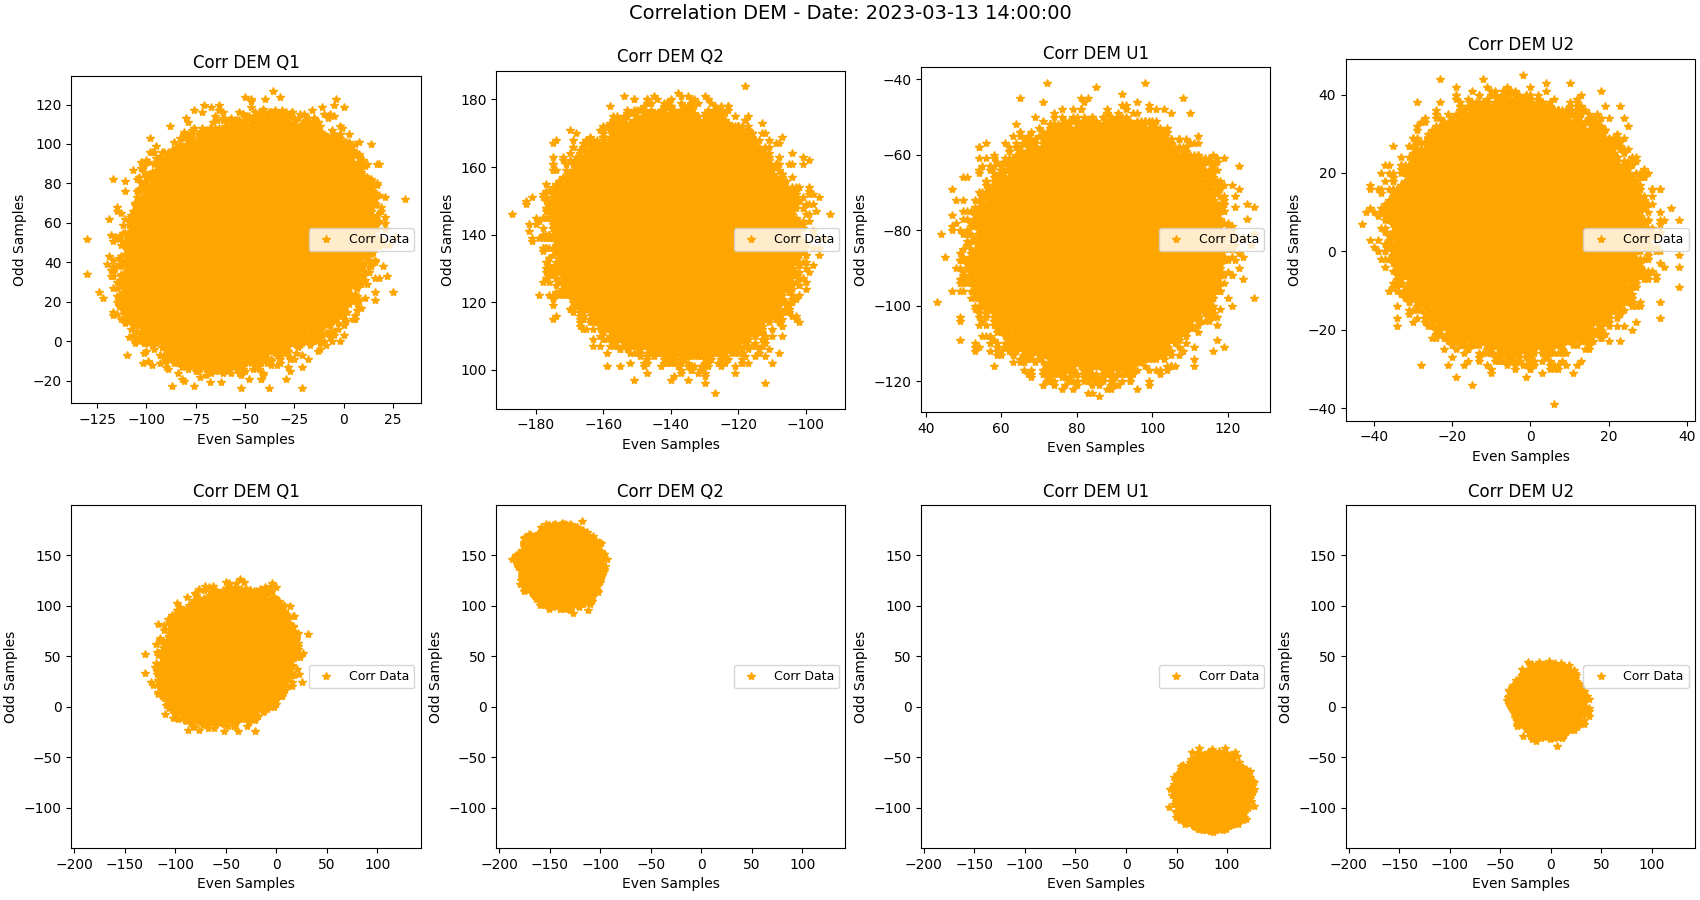 Correlation DEM - Date: 2023-03-13 14:00:00
Corr DEM Q1
Odd Samples
120
100
80
60
40
20
0
−20
−125 −100 −75 −50 −25 0 25
Even Samples
Corr Data
Corr DEM Q2
Odd Samples
180
160
140
120
100
−180 −160 −140 −120 −100
Even Samples
Corr Data
Corr DEM U1
Odd Samples
−40
−60
−80
−100
−120
40 60 80 100 120
Even Samples
Corr Data
Corr DEM U2
Odd Samples
40
20
0
−20
−40
−40 −20 0 20 40
Even Samples
Corr Data
Corr DEM Q1
Odd Samples
150
100
50
0
−50
−100
−200 −150 −100 −50 0 50 100
Even Samples
Corr Data
Corr DEM Q2
Odd Samples
150
100
50
0
−50
−100
−200 −150 −100 −50 0 50 100
Even Samples
Corr Data
Corr DEM U1
Odd Samples
150
100
50
0
−50
−100
−200 −150 −100 −50 0 50 100
Even Samples
Corr Data
Corr DEM U2
Odd Samples
150
100
50
0
−50
−100
−200 −150 −100 −50 0 50 100
Even Samples
Corr Data